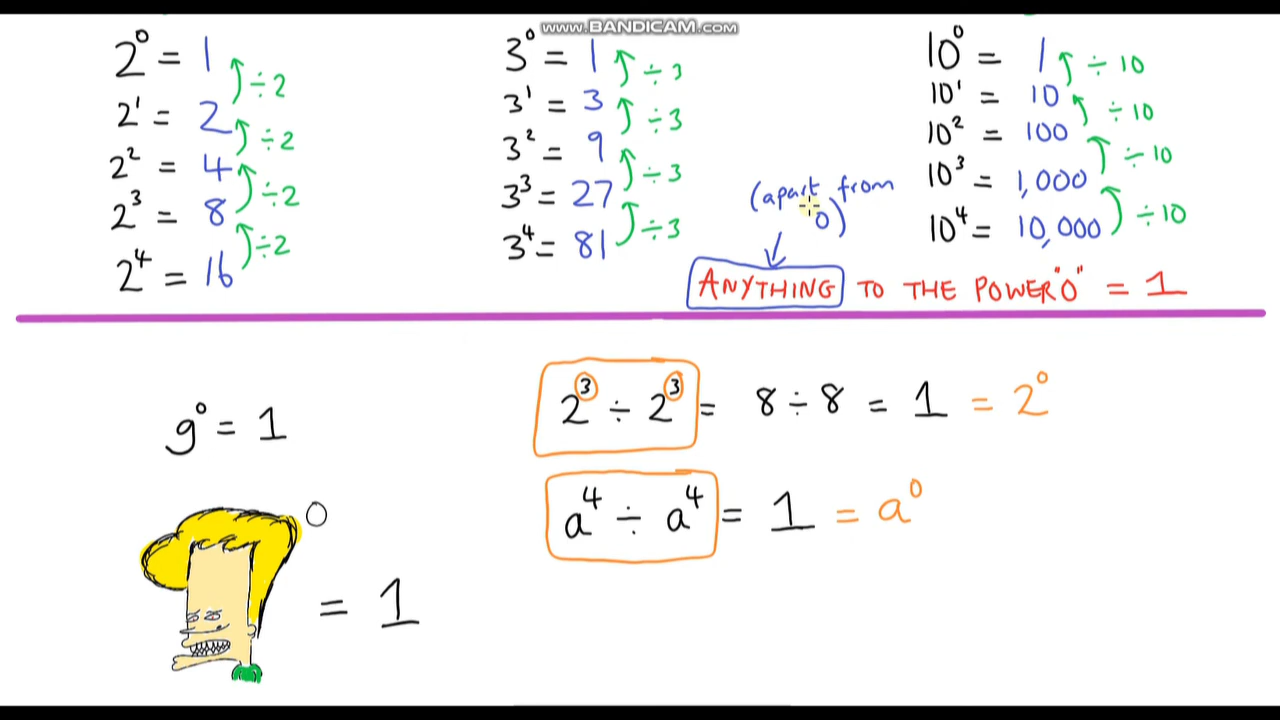 www.BANDICAM.com
2⁰ = 1
÷2
2¹ = 2
÷2
2² = 4
÷2
2³ = 8
÷2
2⁴ = 16
3⁰ = 1
÷3
3¹ = 3
÷3
3² = 9
÷3
3³ = 27
÷3
3⁴ = 81
10⁰ = 1
÷10
10¹ = 10
÷10
10² = 100
÷10
10³ = 1,000
÷10
10⁴ = 10,000
(apart from
0)
ANYTHING TO THE POWER "0" = 1
g⁰ = 1
0
= 1
2³ ÷ 2³ = 8 ÷ 8 = 1 = 2⁰
a⁴ ÷ a⁴ = 1 = a⁰